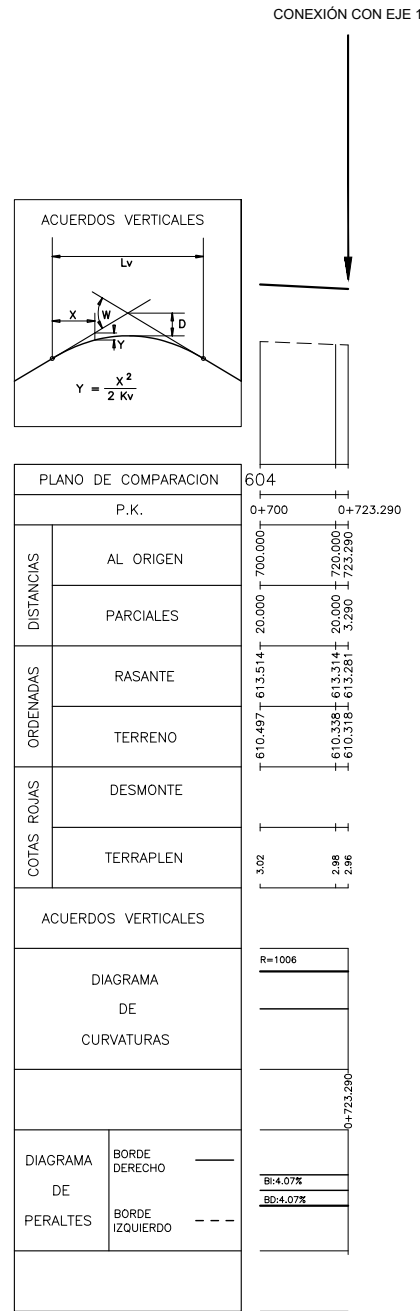 CONEXIÓN CON EJE 1
ACUERDOS VERTICALES
Lv
X
W
D
Y
Y = X²
2 Kv
PLANO DE COMPARACION 604
P.K. 0+700 0+723.290
DISTANCIAS
AL ORIGEN 700.000 720.000 723.290
PARCIALES 20.000 20.000 3.290
ORDENADAS
RASANTE 613.514 613.314 613.281
TERRENO 610.497 610.338 610.318
COTAS ROJAS
DESMONTE
TERRAPLEN 3.02 2.98 2.96
ACUERDOS VERTICALES
DIAGRAMA
DE
CURVATURAS
R=1006
0+723.290
DIAGRAMA
DE
PERALTES
BORDE
DERECHO
BORDE
IZQUIERDO
BI:4.07%
BD:4.07%